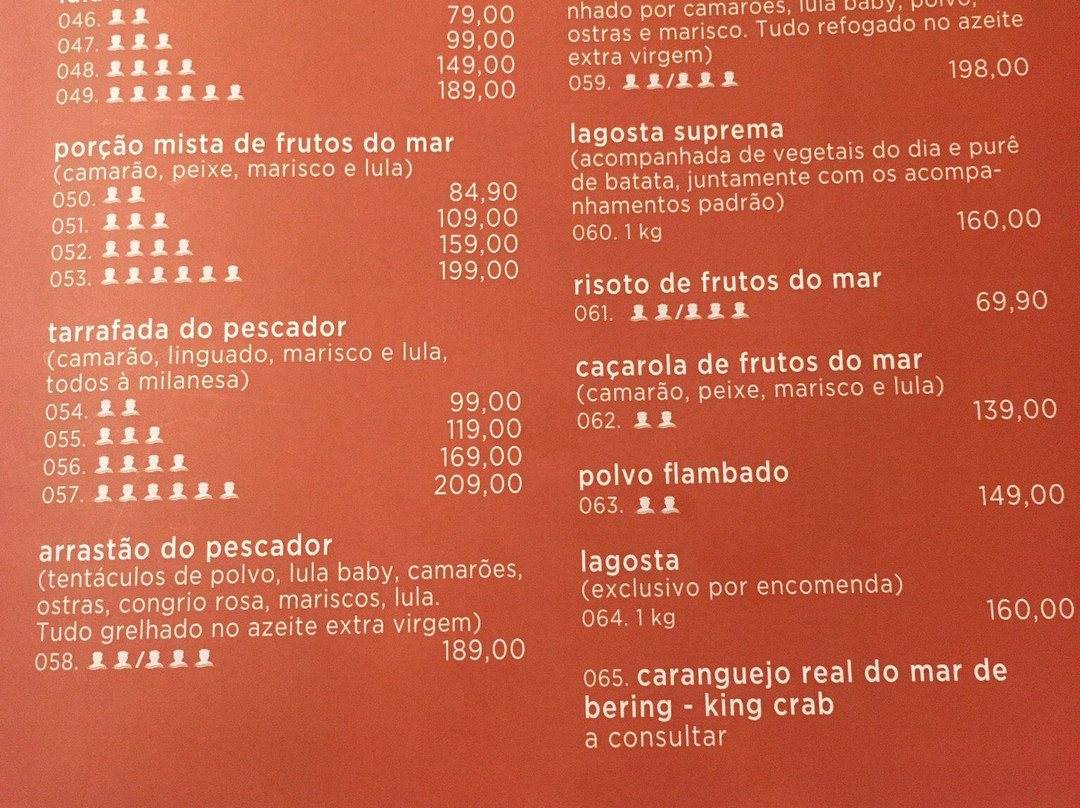 046.
79,00
047.
99,00
048.
149,00
049.
189,00
porção mista de frutos do mar
(camarão, peixe, marisco e lula)
050.
84,90
051.
109,00
052.
159,00
053.
199,00
tarrafada do pescador
(camarão, linguado, marisco e lula,
todos à milanesa)
054.
99,00
055.
119,00
056.
169,00
057.
209,00
arrastão do pescador
(tentáculos de polvo, lula baby, camarões,
ostras, congrio rosa, mariscos, lula.
Tudo grelhado no azeite extra virgem)
058. /
189,00
nhado por camarões, lula baby, polvo,
ostras e marisco. Tudo refogado no azeite
extra virgem)
059. /
198,00
lagosta suprema
(acompanhada de vegetais do dia e purê
de batata, juntamente com os acompa-
nhamentos padrão)
060. 1 kg
160,00
risoto de frutos do mar
061. /
69,90
caçarola de frutos do mar
(camarão, peixe, marisco e lula)
062.
139,00
polvo flambado
063.
149,00
lagosta
(exclusivo por encomenda)
064. 1 kg
160,00
065. caranguejo real do mar de
bering - king crab
a consultar